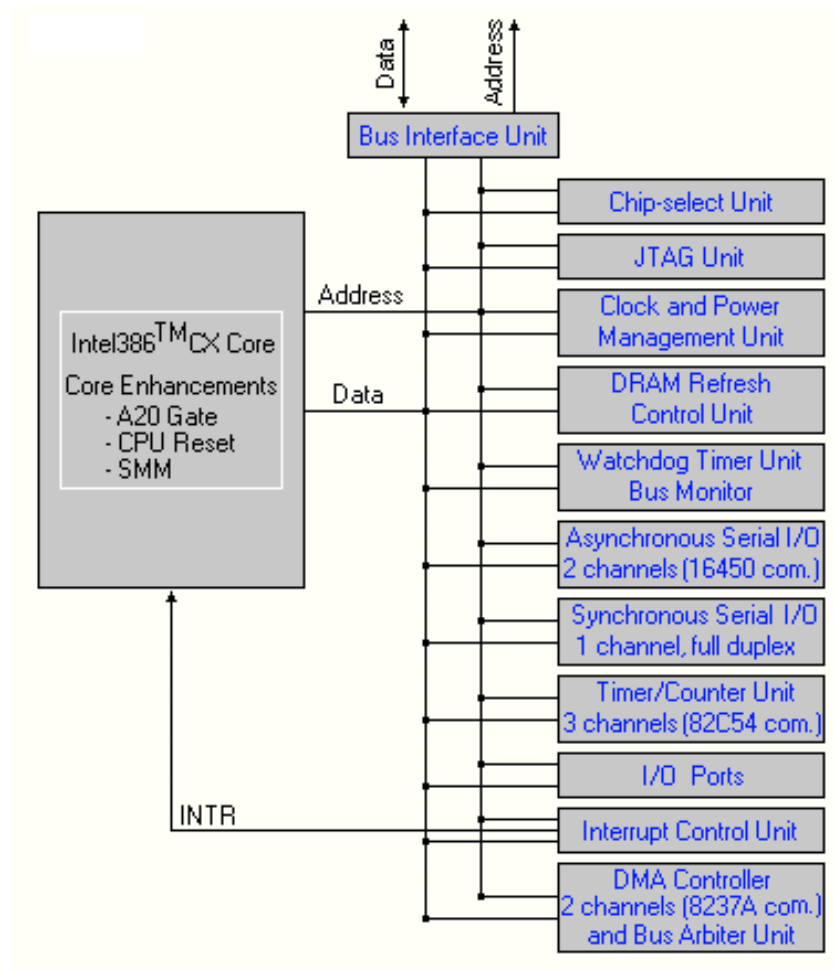 Data
Address
Bus Interface Unit
Chip-select Unit
JTAG Unit
Address
Clock and Power
Management Unit
Intel386TMCX Core
Core Enhancements
- A20 Gate
- CPU Reset
- SMM
Data
DRAM Refresh
Control Unit
Watchdog Timer Unit
Bus Monitor
Asynchronous Serial I/O
2 channels (16450 com.)
Synchronous Serial I/O
1 channel, full duplex
Timer/Counter Unit
3 channels (82C54 com.)
I/O Ports
INTR
Interrupt Control Unit
DMA Controller
2 channels (8237A com.)
and Bus Arbiter Unit